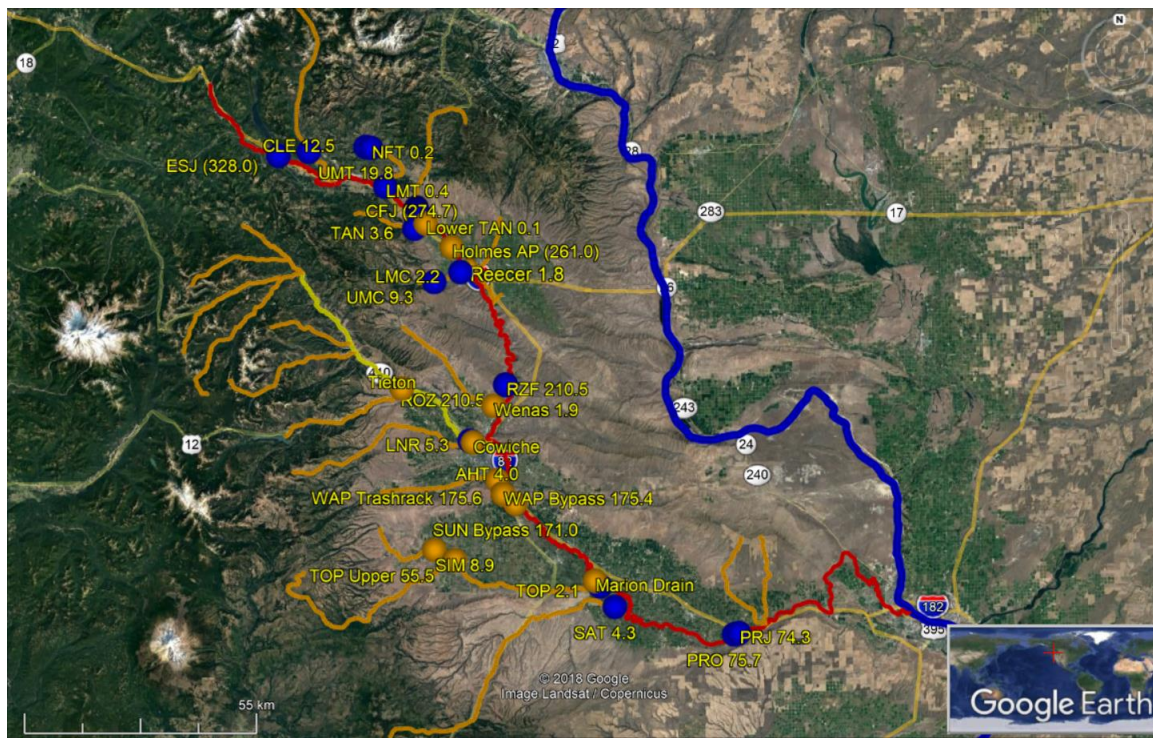 N
2
18
CLE 12.5
NFT 0.2
28
ESJ (328.0)
UMT 19.8
LMT 0.4
CFJ (274.7)
283
17
TAN 3.6
Lower TAN 0.1
Holmes AP (261.0)
LMC 2.2
Reecer 1.8
UMC 9.3
26
410
Tieton
RZF 210.5
ROZ 210.5
Wenas 1.9
243
12
LNR 5.3
Cowiche
24
82
AHT 4.0
240
WAP Trashrack 175.6
WAP Bypass 175.4
SUN Bypass 171.0
SIM 8.9
TOP Upper 55.5
TOP 2.1
Marion Drain
182
SAT 4.3
PRJ 74.3
395
PRO 75.7
© 2018 Google
Image Landsat / Copernicus
55 km
Google Earth